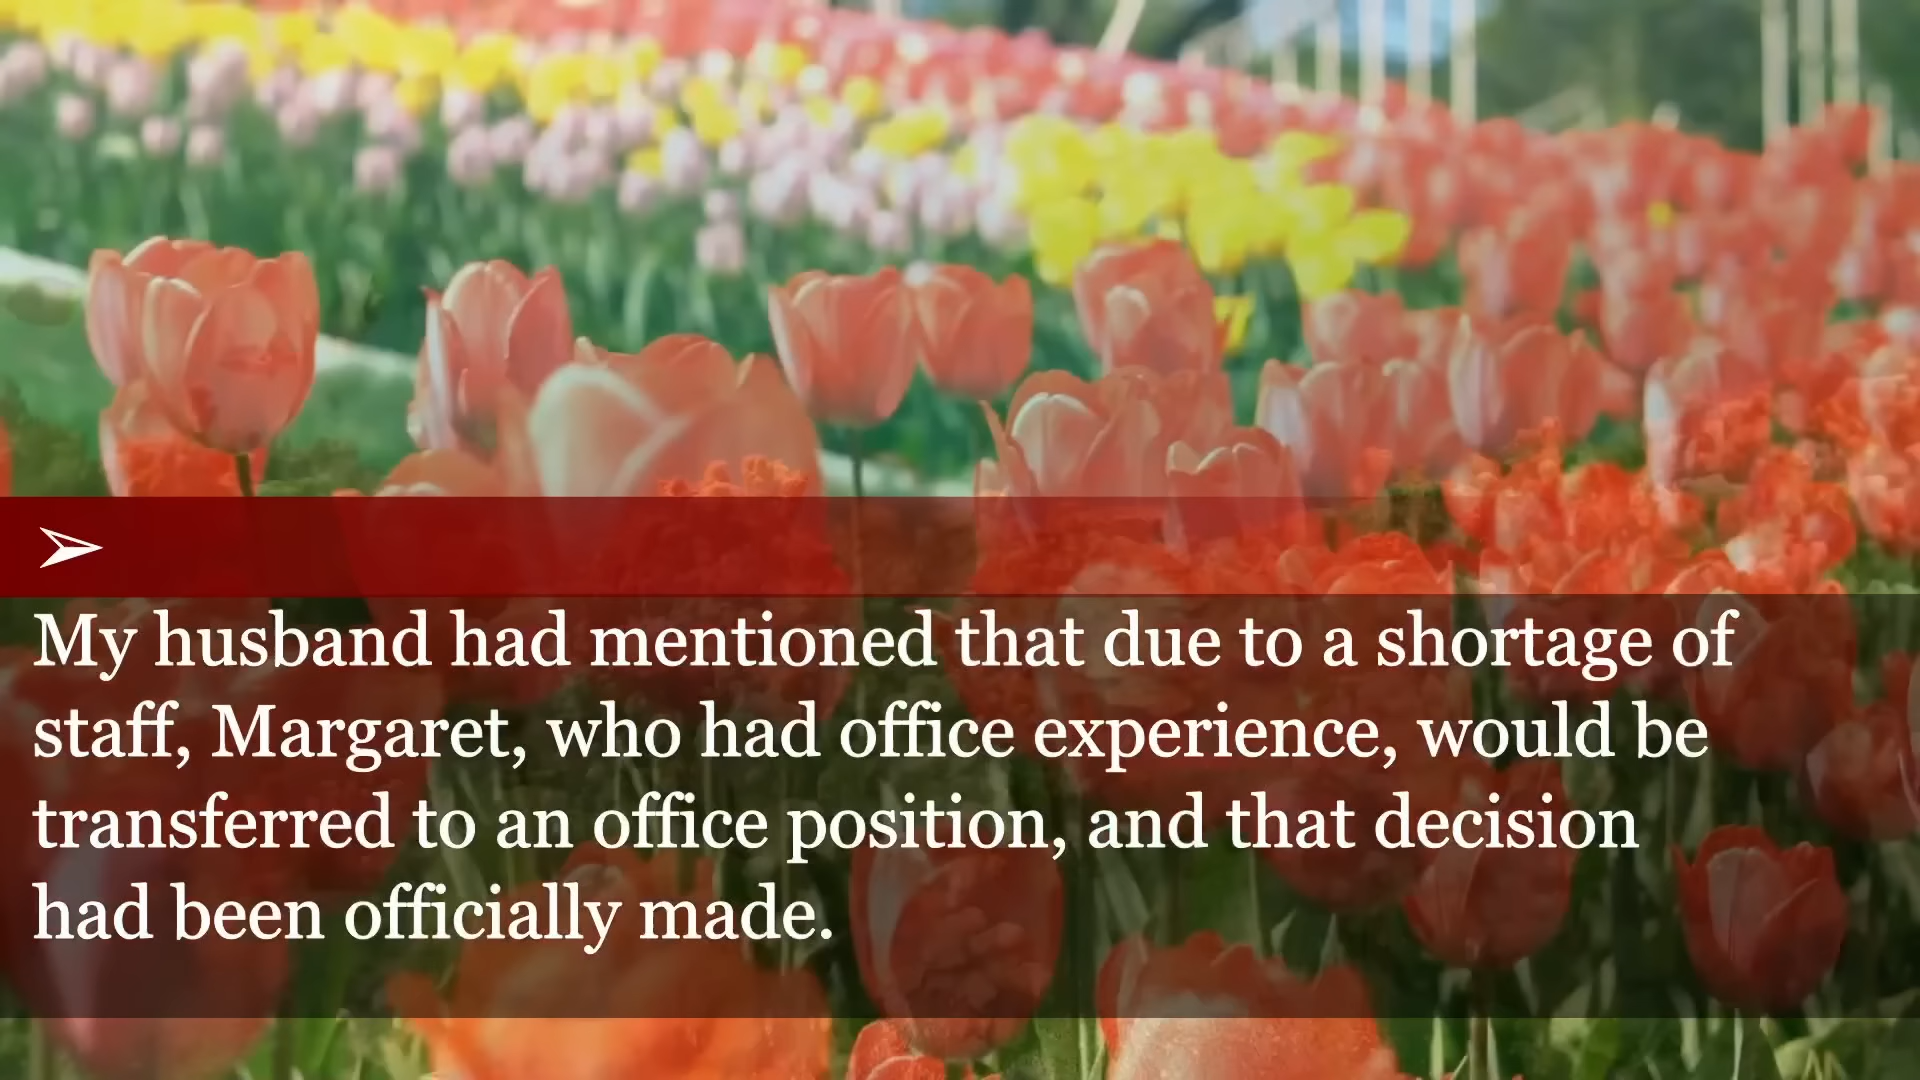 My husband had mentioned that due to a shortage of
staff, Margaret, who had office experience, would be
transferred to an office position, and that decision
had been officially made.